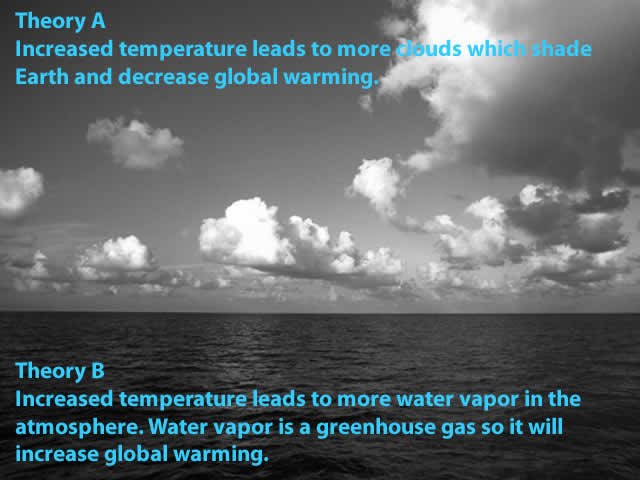 Theory A
Increased temperature leads to more clouds which shade
Earth and decrease global warming.
Theory B
Increased temperature leads to more water vapor in the
atmosphere. Water vapor is a greenhouse gas so it will
increase global warming.